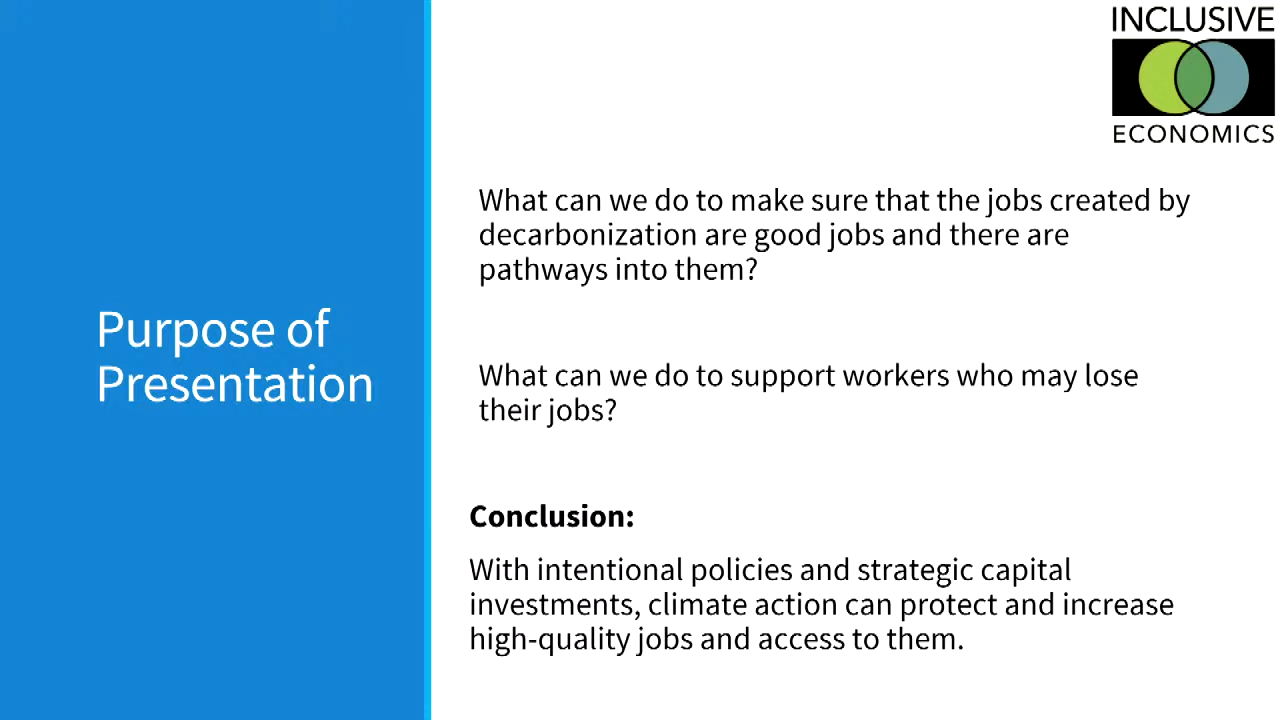 INCLUSIVE
ECONOMICS
Purpose of
Presentation
What can we do to make sure that the jobs created by
decarbonization are good jobs and there are
pathways into them?
What can we do to support workers who may lose
their jobs?
Conclusion:
With intentional policies and strategic capital
investments, climate action can protect and increase
high-quality jobs and access to them.